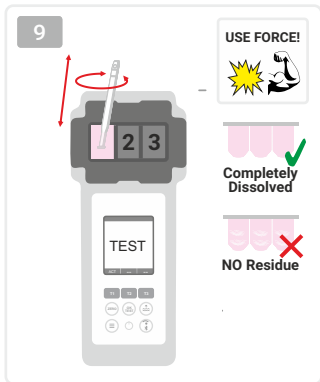 9
USE FORCE!
2 3
Completely
Dissolved
TEST
NO Residue